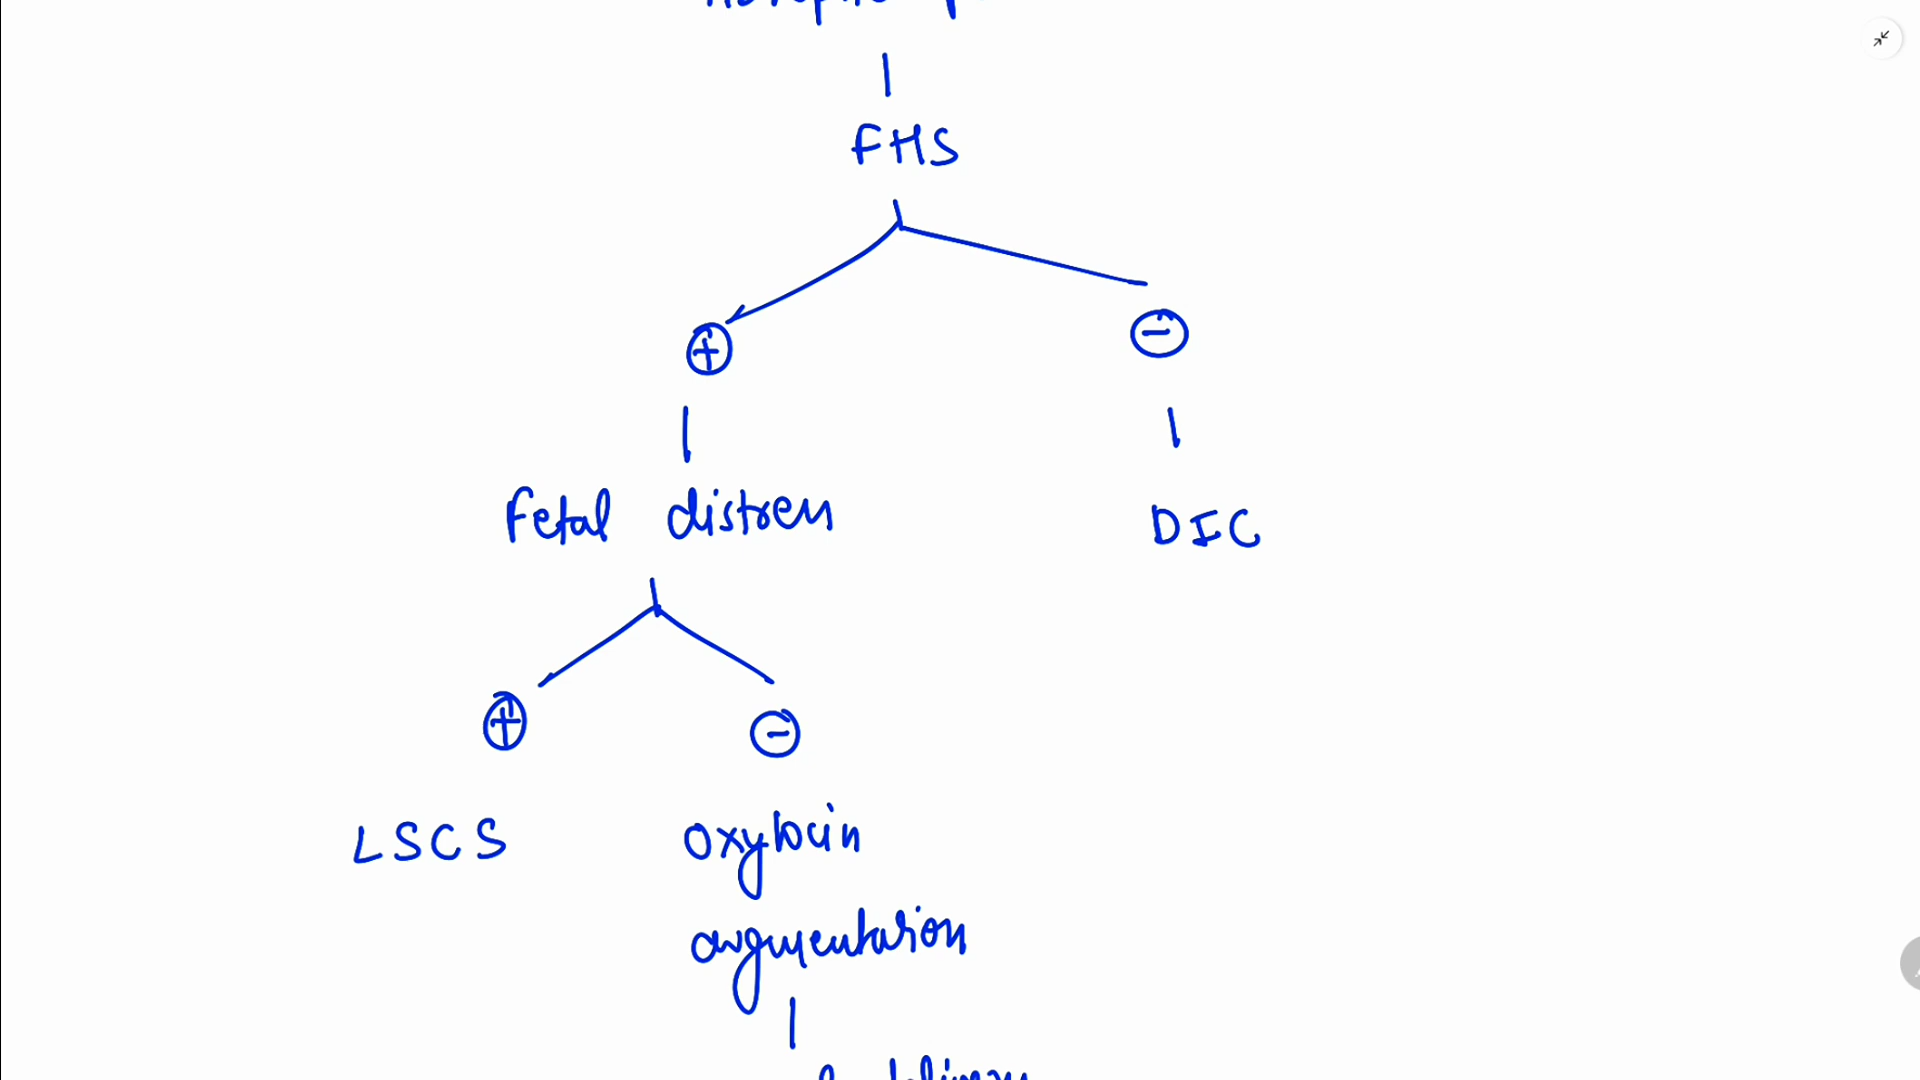 FHS
+ -
Fetal distress DIC
+ -
LSCS oxytocin
augmentation